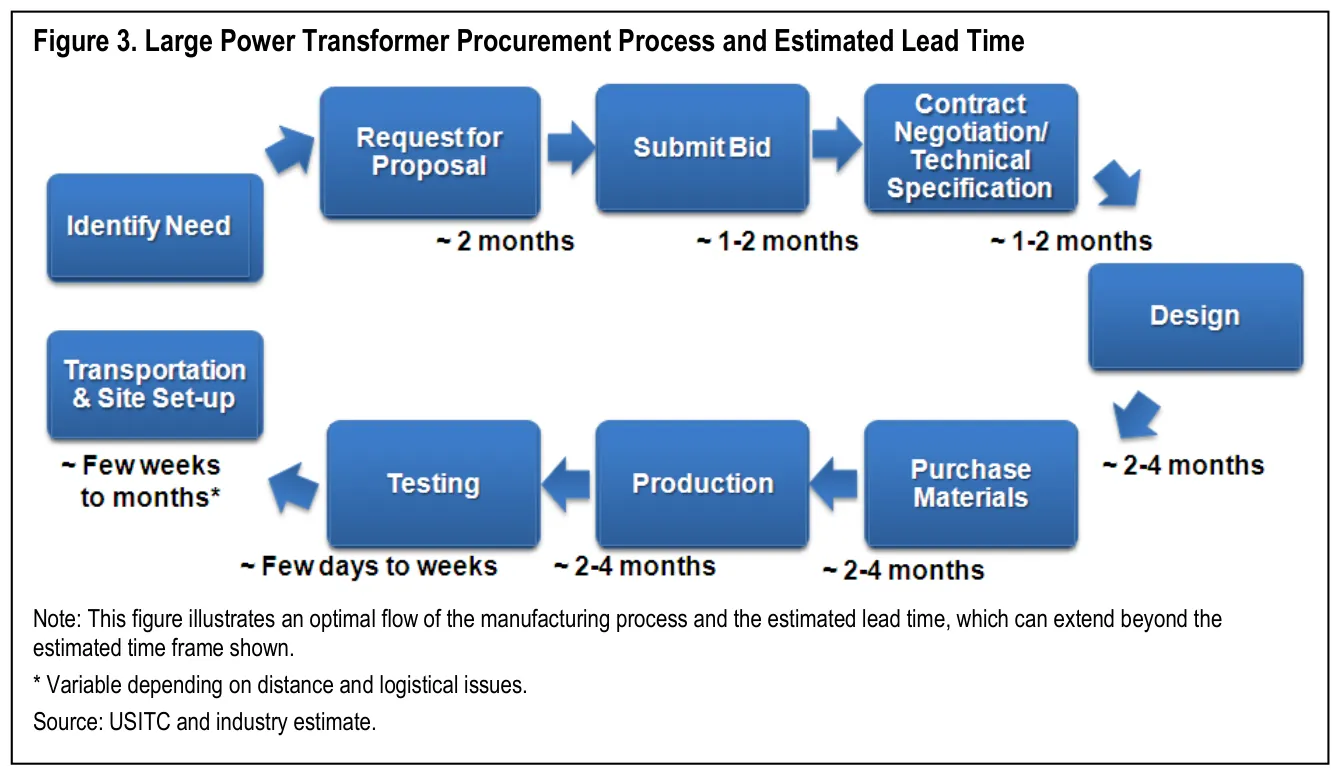 Figure 3. Large Power Transformer Procurement Process and Estimated Lead Time
Identify Need
Request for
Proposal
~ 2 months
Submit Bid
~ 1-2 months
Contract
Negotiation/
Technical
Specification
~ 1-2 months
Design
~ 2-4 months
Purchase
Materials
~ 2-4 months
Production
~ 2-4 months
Testing
~ Few days to weeks
Transportation
& Site Set-up
~ Few weeks
to months*
Note: This figure illustrates an optimal flow of the manufacturing process and the estimated lead time, which can extend beyond the
estimated time frame shown.
* Variable depending on distance and logistical issues.
Source: USITC and industry estimate.